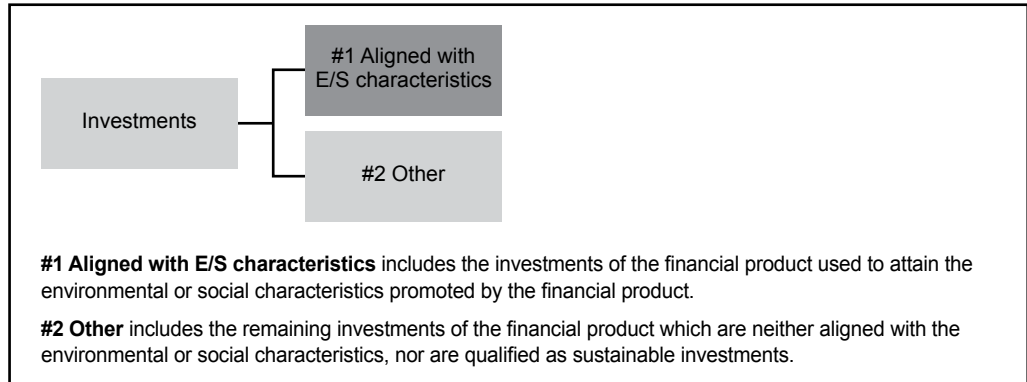 #1 Aligned with
E/S characteristics
Investments
#2 Other
#1 Aligned with E/S characteristics includes the investments of the financial product used to attain the
environmental or social characteristics promoted by the financial product.
#2 Other includes the remaining investments of the financial product which are neither aligned with the
environmental or social characteristics, nor are qualified as sustainable investments.